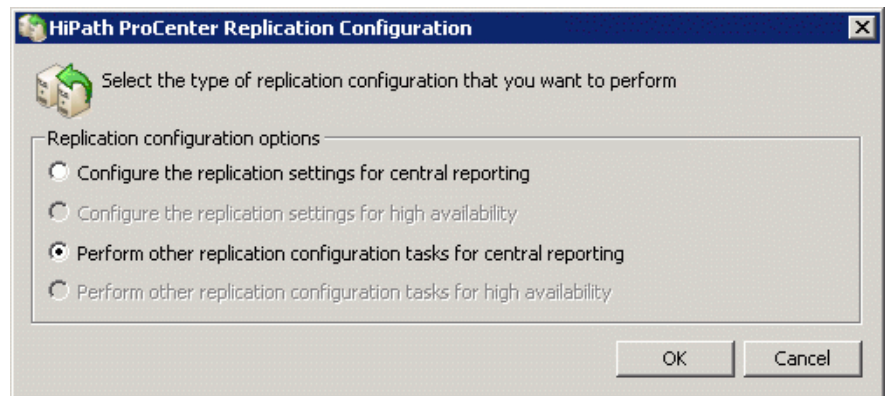 HiPath ProCenter Replication Configuration
Select the type of replication configuration that you want to perform
Replication configuration options
Configure the replication settings for central reporting
Configure the replication settings for high availability
Perform other replication configuration tasks for central reporting
Perform other replication configuration tasks for high availability
OK Cancel